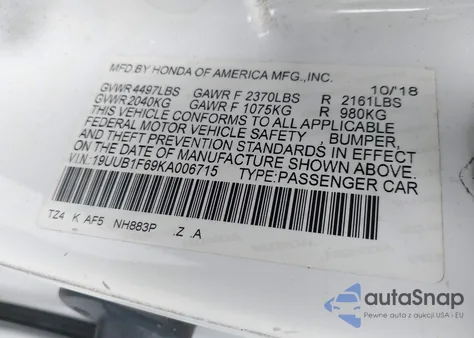 MFD.BY HONDA OF AMERICA MFG.,INC. 10/'18
GVWR 4497LBS GAWR F 2370LBS R 2161LBS
GVWR 2040KG GAWR F 1075KG R 980KG
THIS VEHICLE CONFORMS TO ALL APPLICABLE
FEDERAL MOTOR VEHICLE SAFETY, BUMPER,
AND THEFT PREVENTION STANDARDS IN EFFECT
ON THE DATE OF MANUFACTURE SHOWN ABOVE.
V.I.N.:19UUB1F69KA006715 TYPE:PASSENGER CAR
TZ4 K AF5 NH883P .Z .A
autoSnap
Pewne auta z aukcji USA i EU